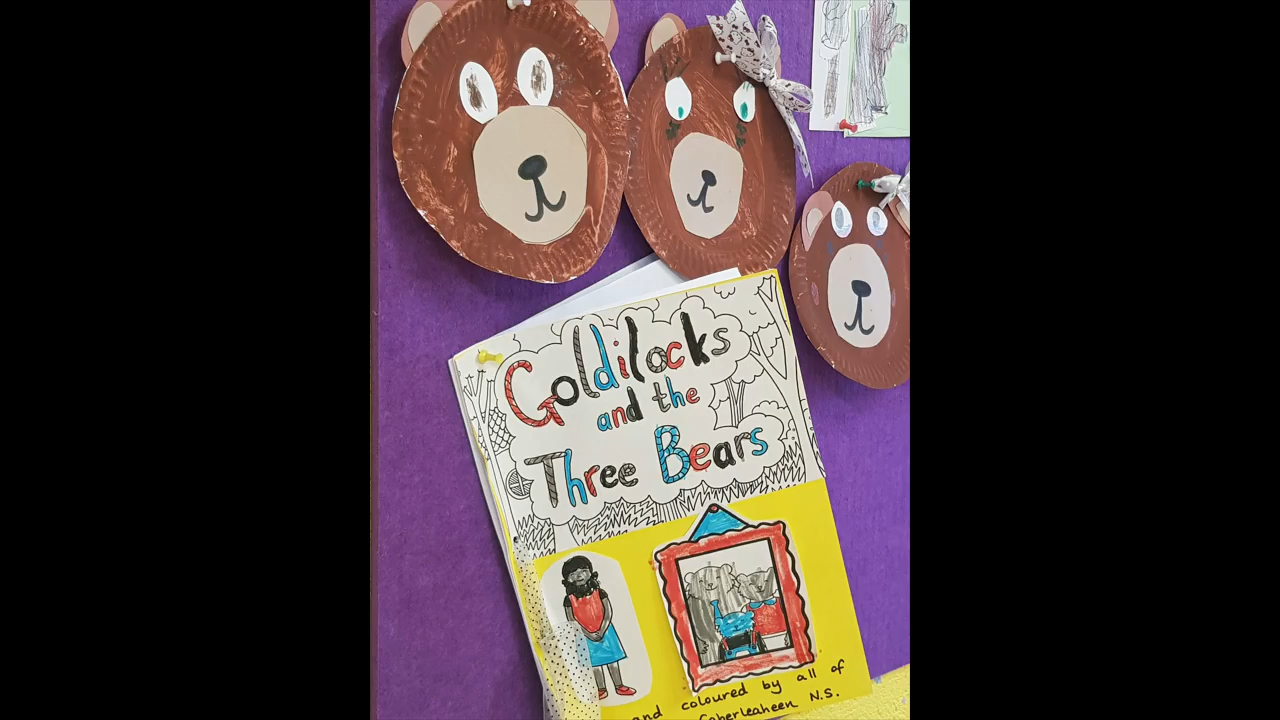 Goldilocks
and the
Three Bears
and coloured by all of
Caherleaheen N.S.